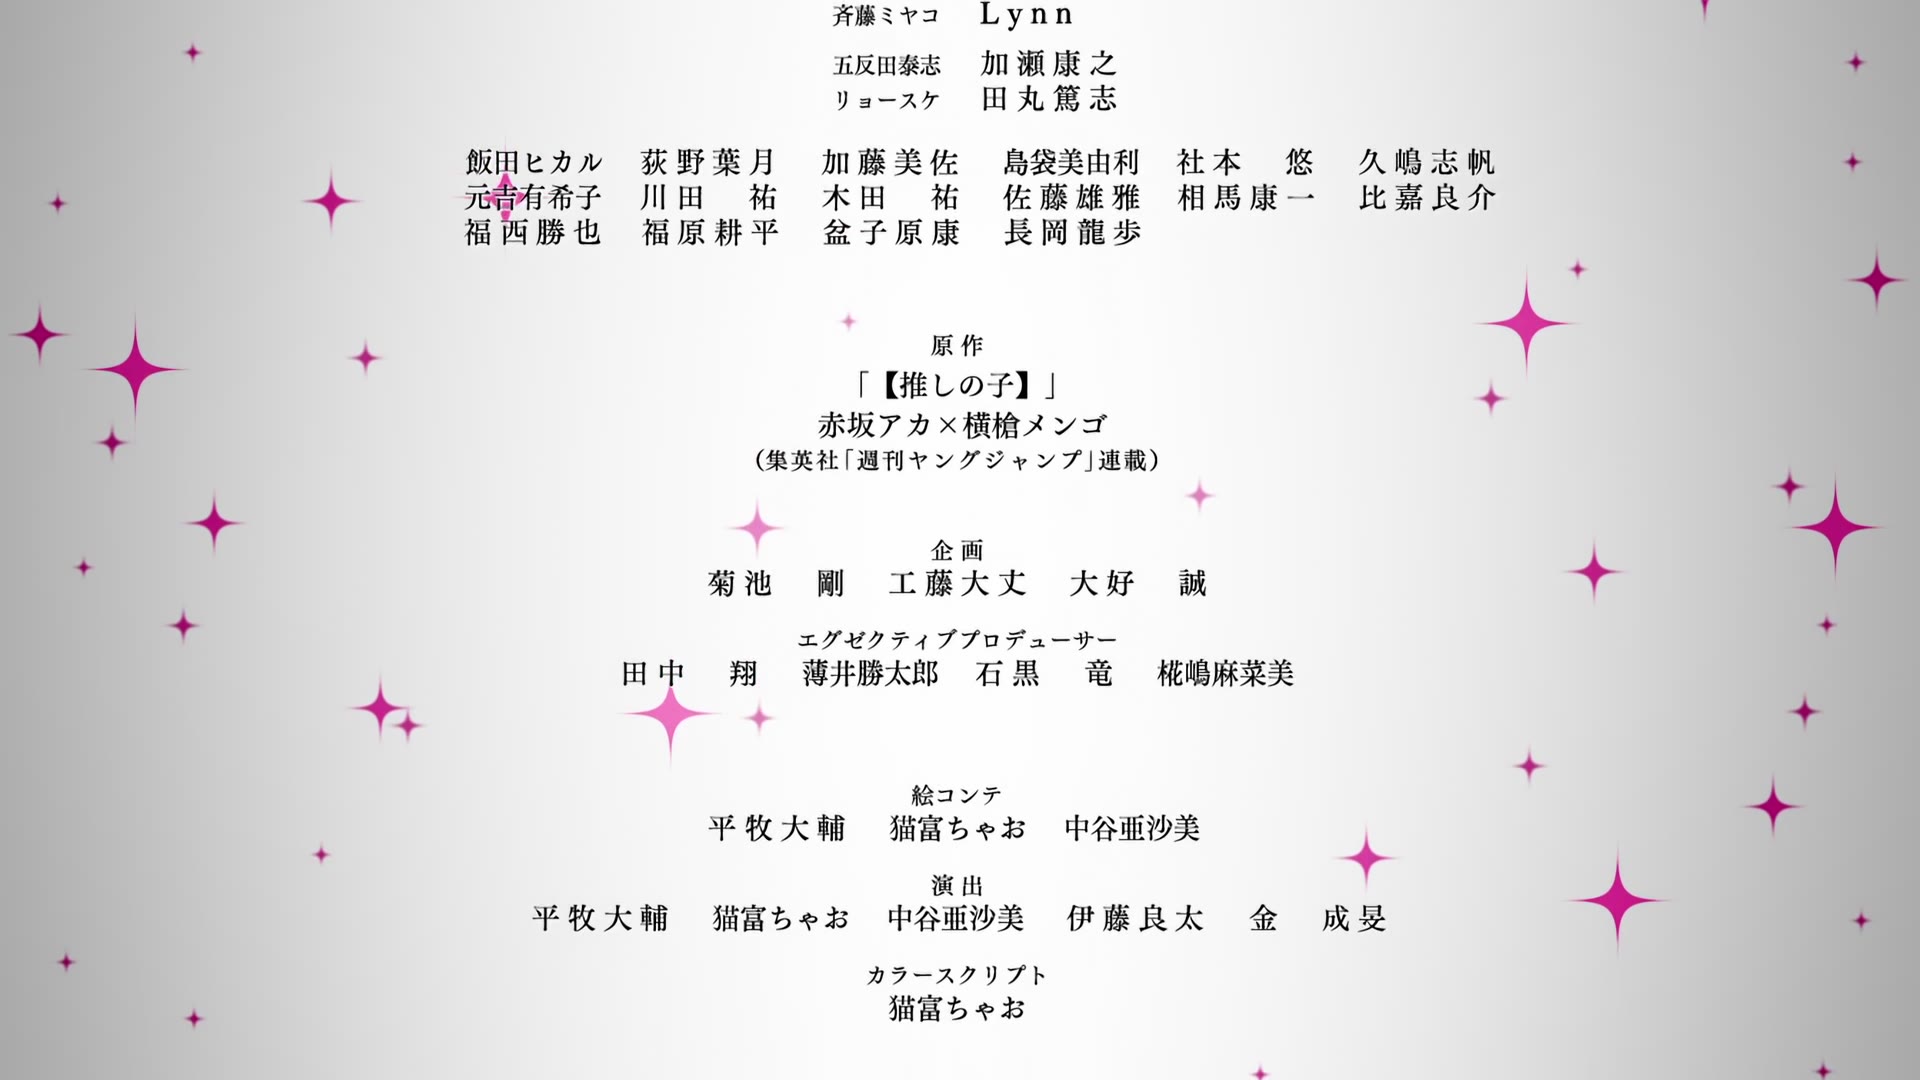 斉藤ミヤコ Lynn
五反田泰志 加瀬康之
リョースケ 田丸篤志
飯田ヒカル 荻野葉月 加藤美佐 島袋美由利 社本 悠 久嶋志帆
元吉有希子 川田 祐 木田 祐 佐藤雄雅 相馬康一 比嘉良介
福西勝也 福原耕平 盆子原康 長岡龍歩
原作
「【推しの子】」
赤坂アカ×横槍メンゴ
(集英社「週刊ヤングジャンプ」連載)
企画
菊池 剛 工藤大丈 大好 誠
エグゼクティブプロデューサー
田中 翔 薄井勝太郎 石黒 竜 椛嶋麻菜美
絵コンテ
平牧大輔 猫富ちゃお 中谷亜沙美
演出
平牧大輔 猫富ちゃお 中谷亜沙美 伊藤良太 金 成旻
カラースクリプト
猫富ちゃお